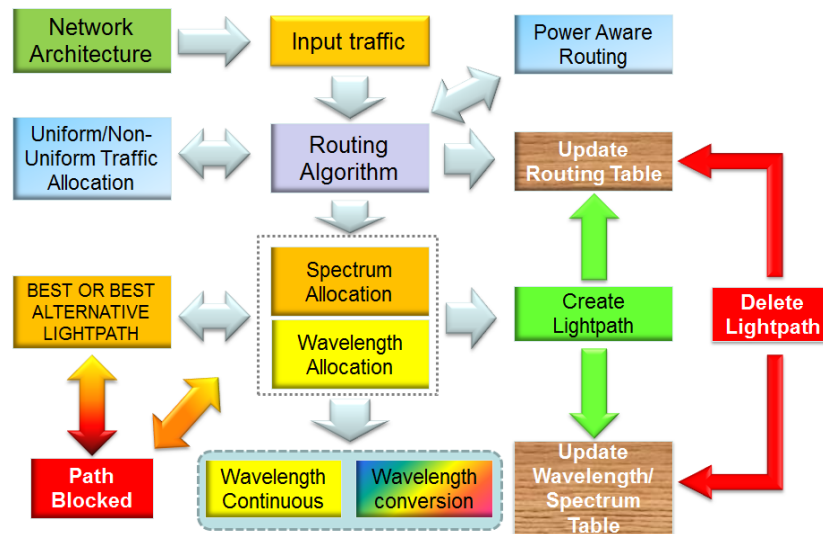 Network
Architecture
Input traffic
Power Aware
Routing
Uniform/Non-
Uniform Traffic
Allocation
Routing
Algorithm
Update
Routing Table
BEST OR BEST
ALTERNATIVE
LIGHTPATH
Spectrum
Allocation
Wavelength
Allocation
Create
Lightpath
Delete
Lightpath
Path
Blocked
Wavelength
Continuous
Wavelength
conversion
Update
Wavelength/
Spectrum
Table